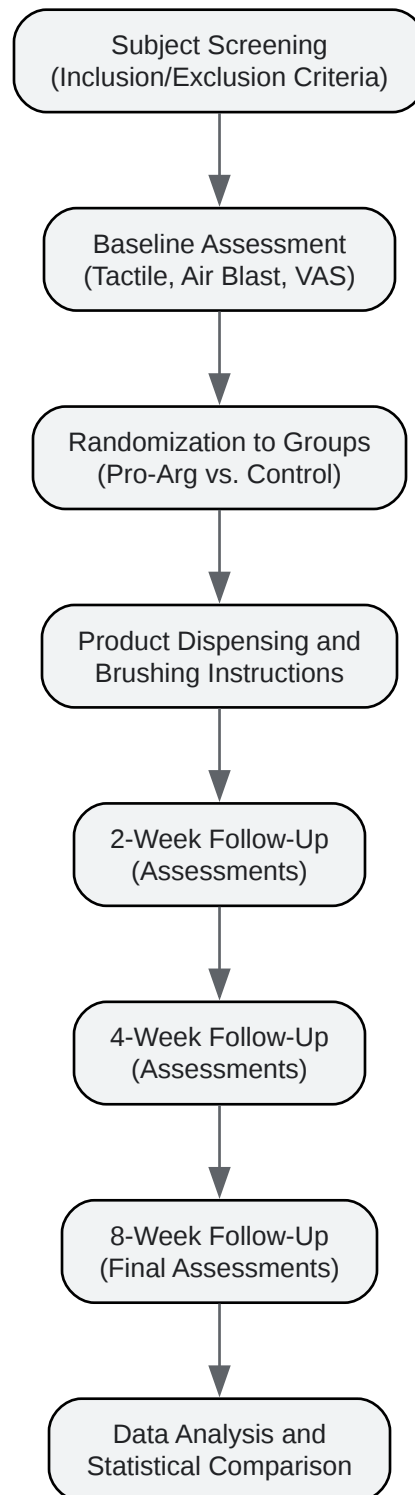 Subject Screening
(Inclusion/Exclusion Criteria)
Baseline Assessment
(Tactile, Air Blast, VAS)
Randomization to Groups
(Pro-Arg vs. Control)
Product Dispensing and
Brushing Instructions
2-Week Follow-Up
(Assessments)
4-Week Follow-Up
(Assessments)
8-Week Follow-Up
(Final Assessments)
Data Analysis and
Statistical Comparison